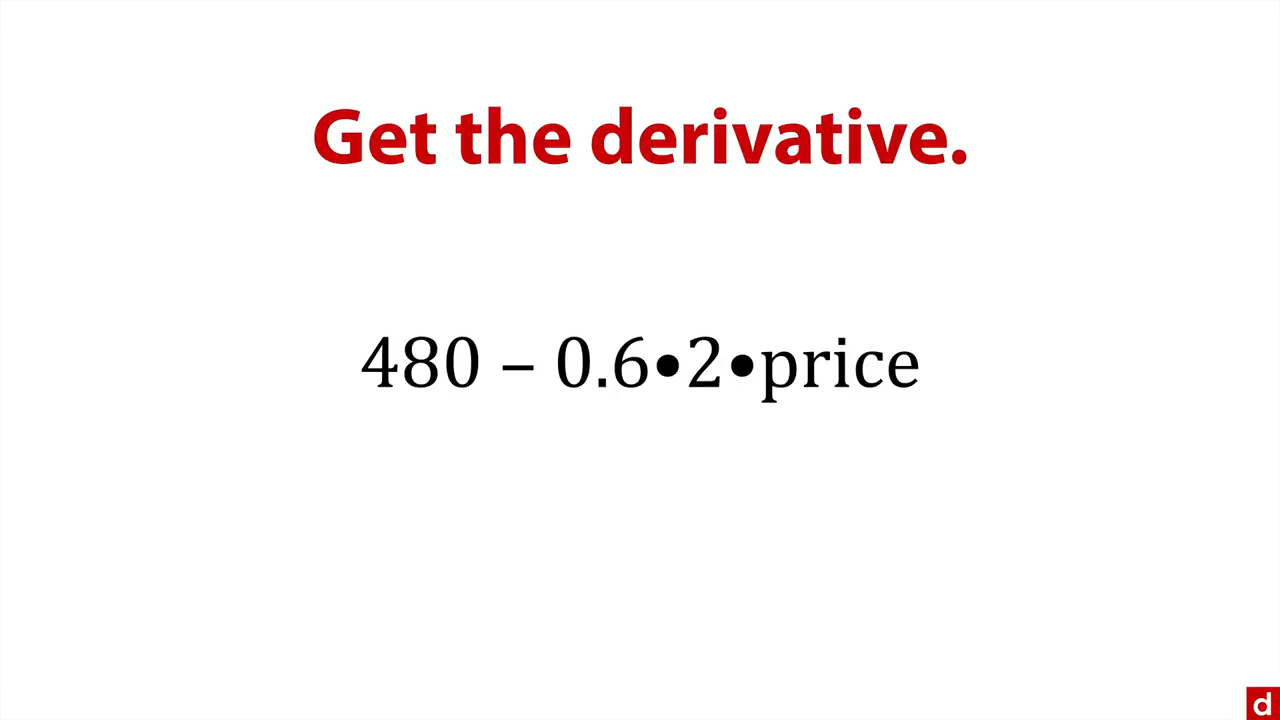 Get the derivative.
480 – 0.6•2•price
d